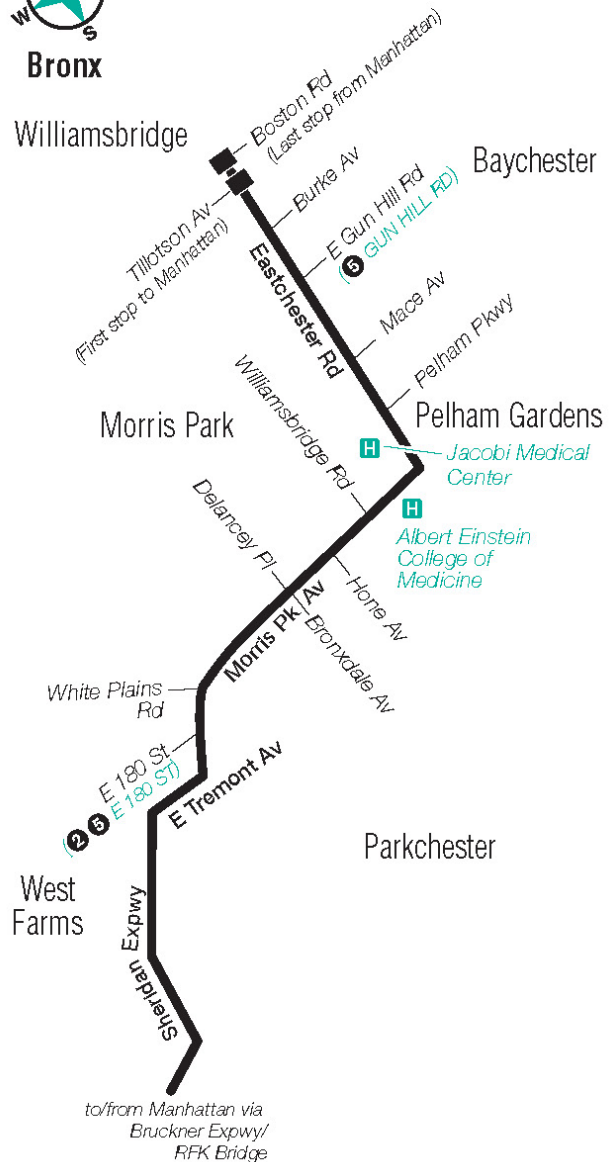 W
S
Bronx
Williamsbridge
Boston Rd
(Last stop from Manhattan)
Baychester
Burke Av
Tillotson Av
(First stop to Manhattan)
E Gun Hill Rd
(5 GUN HILL RD)
Eastchester Rd
Mace Av
Pelham Pkwy
Williamsbridge Rd
Morris Park
Pelham Gardens
H
Jacobi Medical
Center
H
Albert Einstein
College of
Medicine
Delancey Pl
Hone Av
Morris Pk Av
Bronxdale Av
White Plains
Rd
E 180 St
(2 5 E 180 ST)
E Tremont Av
Parkchester
West
Farms
Sheridan Expwy
to/from Manhattan via
Bruckner Expwy/
RFK Bridge